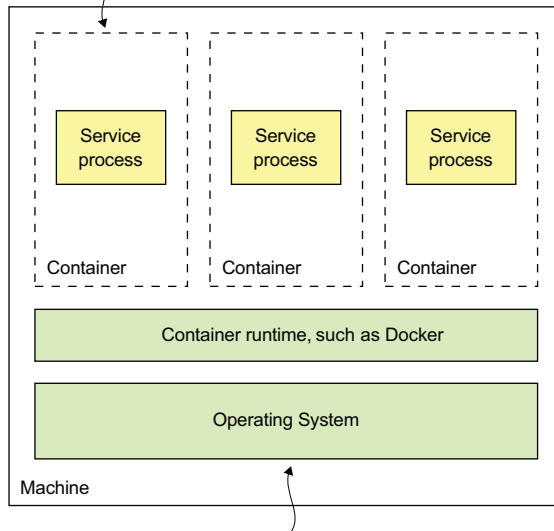 Service
process
Container
Service
process
Container
Service
process
Container
Container runtime, such as Docker
Operating System
Machine